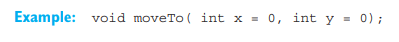 Example: void moveTo( int x = 0, int y = 0);